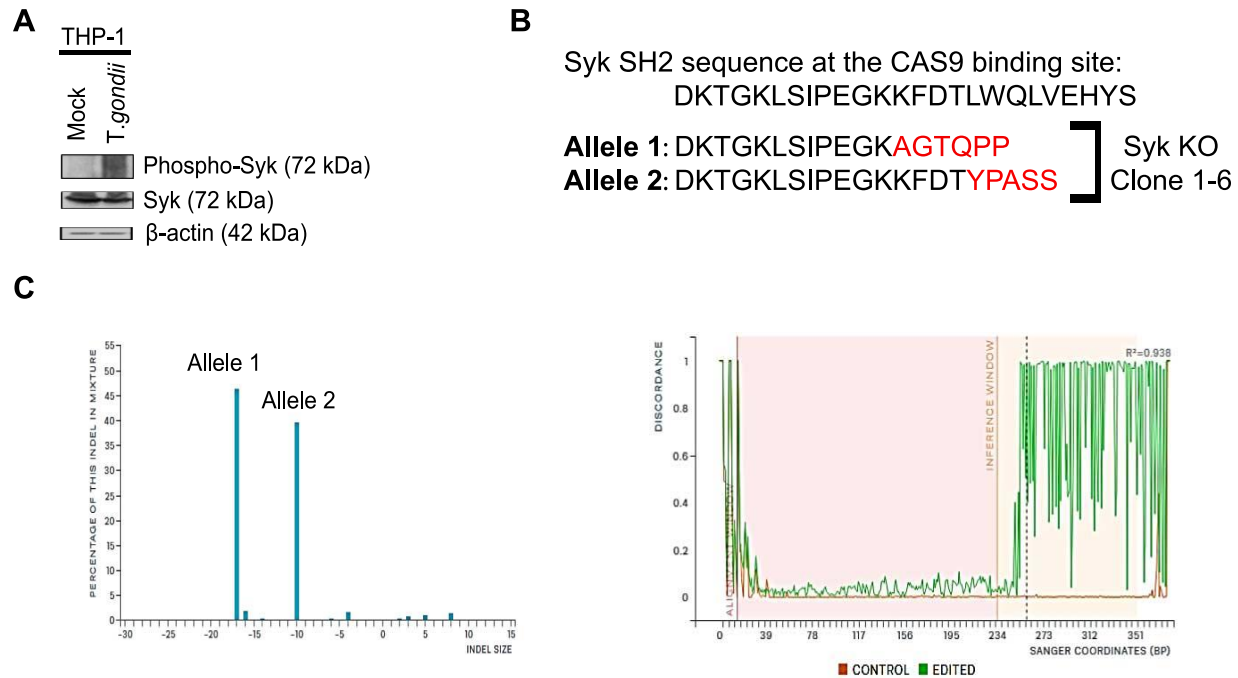 A
THP-1
Mock
T.gondii
Phospho-Syk (72 kDa)
Syk (72 kDa)
β-actin (42 kDa)
B
Syk SH2 sequence at the CAS9 binding site:
DKTGKLSIPEGKKFDTLWQLVEHYS
Allele 1: DKTGKLSIPEGKAGTQPP
Allele 2: DKTGKLSIPEGKKFDTYPASS
Syk KO
Clone 1-6
C
PERCENTAGE OF THIS INDEL IN MIXTURE
55
50
45
40
35
30
25
20
15
10
5
0
Allele 1
Allele 2
-30 -25 -20 -15 -10 -5 0 5 10 15
INDEL SIZE
DISCORDANCE
1
0.8
0.6
0.4
0.2
0
ALIGNMENT WINDOW
INFERENCE WINDOW
R²=0.938
0 39 78 117 156 195 234 273 312 351
SANGER COORDINATES (BP)
CONTROL EDITED